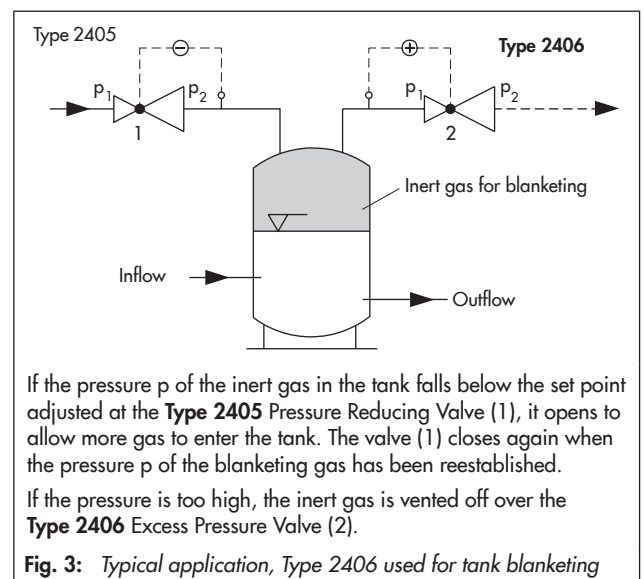 Type 2405
Type 2406
p1
p2
p1
p2
1
2
Inert gas for blanketing
Inflow
Outflow
If the pressure p of the inert gas in the tank falls below the set point
adjusted at the Type 2405 Pressure Reducing Valve (1), it opens to
allow more gas to enter the tank. The valve (1) closes again when
the pressure p of the blanketing gas has been reestablished.
If the pressure is too high, the inert gas is vented off over the
Type 2406 Excess Pressure Valve (2).
Fig. 3: Typical application, Type 2406 used for tank blanketing